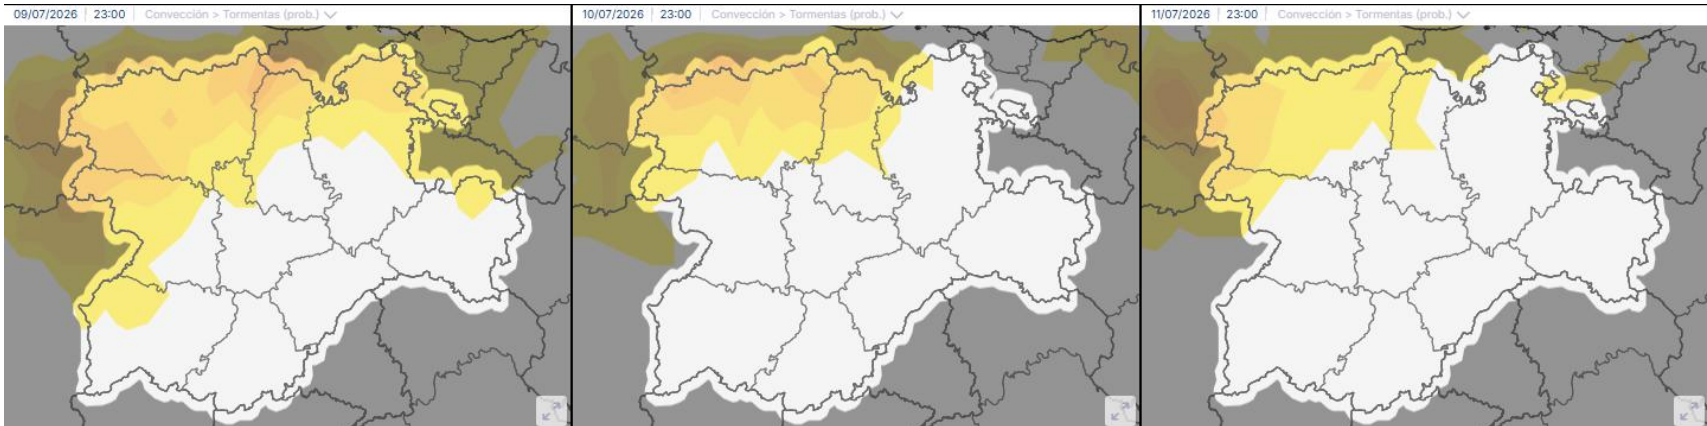 09/07/2026 | 23:00 Convección > Tormentas (prob.)
10/07/2026 | 23:00 Convección > Tormentas (prob.)
11/07/2026 | 23:00 Convección > Tormentas (prob.)